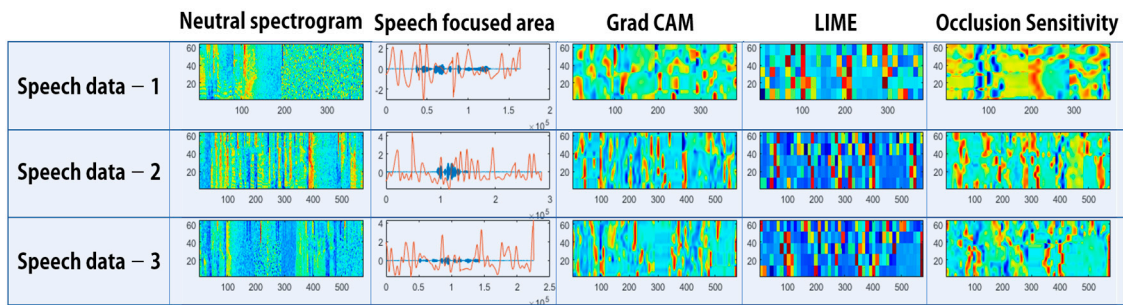 Neutral spectrogram Speech focused area Grad CAM LIME Occlusion Sensitivity
Speech data – 1
60 40 20
100 200 300
2 0 -2
0 0.5 1 1.5 2
×10^5
60 40 20
100 200 300
60 40 20
100 200 300
60 40 20
100 200 300
Speech data – 2
60 40 20
100 200 300 400 500
4 2 0
0 1 2 3
×10^5
60 40 20
100 200 300 400 500
60 40 20
100 200 300 400 500
60 40 20
100 200 300 400 500
Speech data – 3
60 40 20
100 200 300 400 500
4 2 0
0 0.5 1 1.5 2 2.5
×10^5
60 40 20
100 200 300 400 500
60 40 20
100 200 300 400 500
60 40 20
100 200 300 400 500